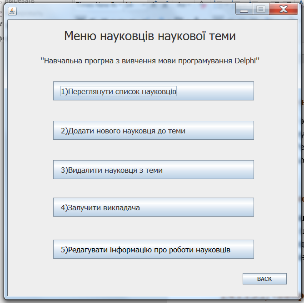 Меню науковців наукової теми
"Навчальна прогрма з вивчення мови програмування Delphi"
1)Переглянути список науковців
2)Додати нового науковця до теми
3)Видалити науковця з теми
4)Залучити викладача
5)Редагувати інформацію про роботи науковців
BACK